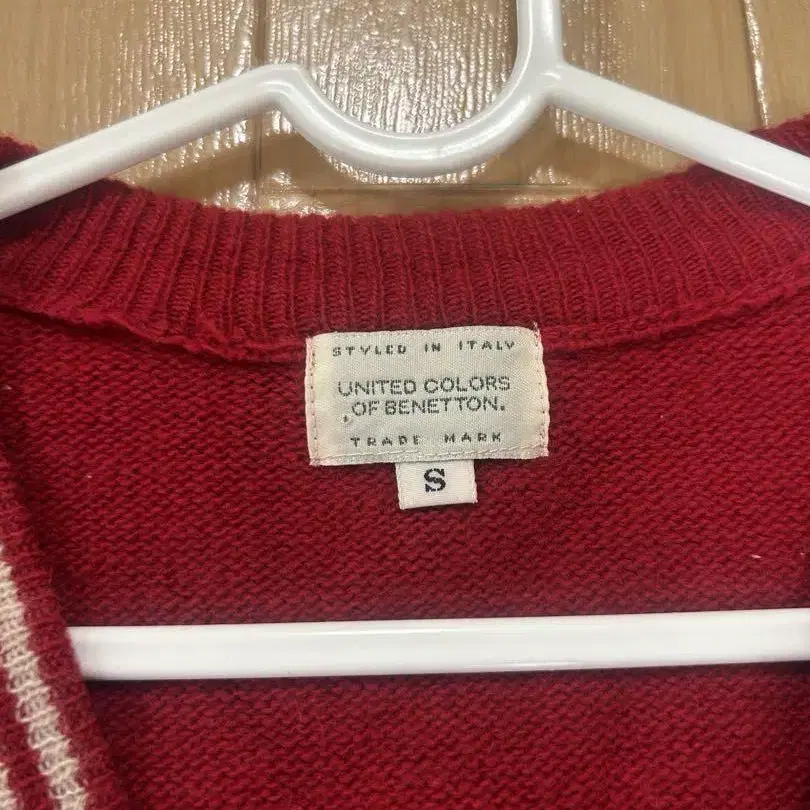 STYLED IN ITALY
UNITED COLORS
OF BENETTON.
TRADE MARK
S